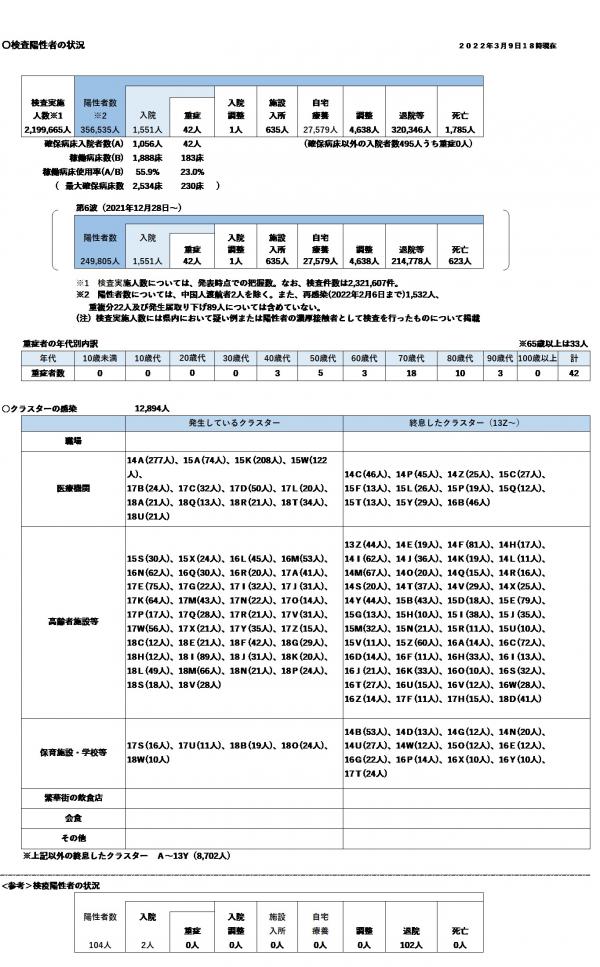 〇検査陽性者の状況
２０２２年３月９日１８時現在
検査実施人数※1 陽性者数※2 入院 重症 入院調整 施設入所 自宅療養 調整 退院等 死亡
2,199,665人 356,535人 1,551人 42人 1人 635人 27,579人 4,638人 320,346人 1,785人
確保病床入院者数(A) 1,056人 42人 （確保病床以外の入院者数495人うち重症0人）
稼働病床数(B) 1,888床 183床
稼働病床使用率(A/B) 55.9% 23.0%
（ 最大確保病床数 2,534床 230床 ）
第6波（2021年12月28日～）
陽性者数 入院 重症 入院調整 施設入所 自宅療養 調整 退院等 死亡
249,805人 1,551人 42人 1人 635人 27,579人 4,638人 214,778人 623人
※1 検査実施人数については、発表時点での把握数。なお、検査件数は2,321,607件。
※2 陽性者数については、中国人渡航者2人を除く。また、再感染(2022年2月6日まで)1,532人、
重複分22人及び発生届取り下げ89人については含めていない。
（注）検査実施人数には県内において疑い例または陽性者の濃厚接触者として検査を行ったものについて掲載
重症者の年代別内訳
※65歳以上は33人
年代 10歳未満 10歳代 20歳代 30歳代 40歳代 50歳代 60歳代 70歳代 80歳代 90歳代 100歳以上 計
重症者数 0 0 0 0 3 5 3 18 10 3 0 42
〇クラスターの感染 12,894人
発生しているクラスター 終息したクラスター（13Z～）
職場
医療機関
14A(277人)、15A(74人)、15K(208人)、15W(122
人)、
17B(24人)、17C(32人)、17D(50人)、17L(20人)、
18A(21人)、18Q(13人)、18R(21人)、18T(34人)、
18U(21人)
14C(46人)、14P(45人)、14Z(25人)、15C(27人)、
15F(13人)、15L(26人)、15P(19人)、15Q(12人)、
15T(13人)、15Y(29人)、16B(46人)
高齢者施設等
15S(30人)、15X(24人)、16L(45人)、16M(53人)、
16N(62人)、16Q(30人)、16R(20人)、17A(41人)、
17E(75人)、17G(22人)、17I(32人)、17J(31人)、
17K(64人)、17M(43人)、17N(22人)、17O(14人)、
17P(17人)、17Q(28人)、17R(21人)、17V(31人)、
17W(56人)、17X(21人)、17Y(35人)、17Z(15人)、
18C(12人)、18E(21人)、18F(42人)、18G(29人)、
18H(12人)、18I(89人)、18J(31人)、18K(20人)、
18L(49人)、18M(66人)、18N(21人)、18P(24人)、
18S(18人)、18V(28人)
13Z(44人)、14E(19人)、14F(81人)、14H(17人)、
14I(62人)、14J(36人)、14K(19人)、14L(11人)、
14M(67人)、14O(20人)、14Q(15人)、14R(16人)、
14S(20人)、14T(37人)、14V(29人)、14X(25人)、
14Y(44人)、15B(43人)、15D(18人)、15E(79人)、
15G(13人)、15H(10人)、15I(38人)、15J(35人)、
15M(32人)、15N(21人)、15R(11人)、15U(10人)、
15V(11人)、15Z(60人)、16A(14人)、16C(72人)、
16D(14人)、16F(11人)、16H(33人)、16I(13人)、
16J(21人)、16K(33人)、16O(10人)、16S(32人)、
16T(27人)、16U(15人)、16V(12人)、16W(28人)、
16Z(14人)、17F(11人)、17H(15人)、18D(41人)
保育施設・学校等
17S(16人)、17U(11人)、18B(19人)、18O(24人)、
18W(10人)
14B(53人)、14D(13人)、14G(12人)、14N(20人)、
14U(27人)、14W(12人)、15O(12人)、16E(12人)、
16G(22人)、16P(14人)、16X(10人)、16Y(10人)、
17T(24人)
繁華街の飲食店
会食
その他
※上記以外の終息したクラスター A～13Y（8,702人）
＜参考＞検疫陽性者の状況
陽性者数 入院 重症 入院調整 施設入所 自宅療養 調整 退院 死亡
104人 2人 0人 0人 0人 0人 0人 102人 0人